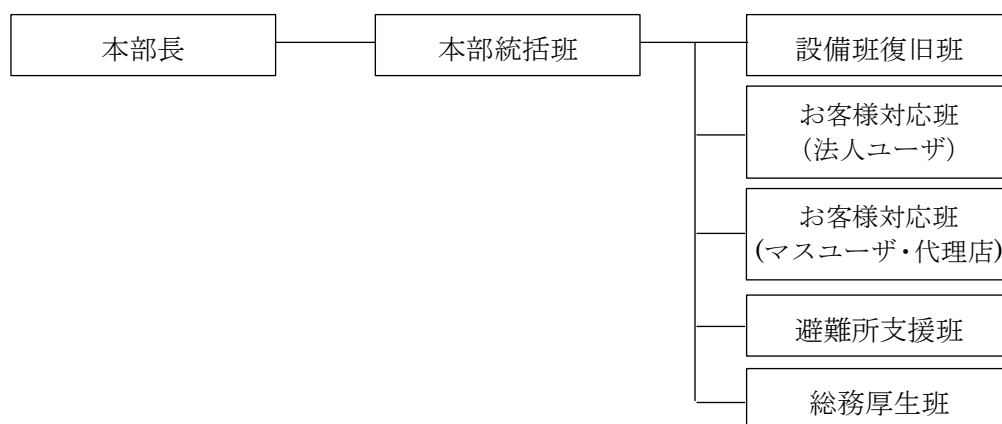 本部長
本部統括班
設備班復旧班
お客様対応班
（法人ユーザ）
お客様対応班
(マスユーザ・代理店)
避難所支援班
総務厚生班